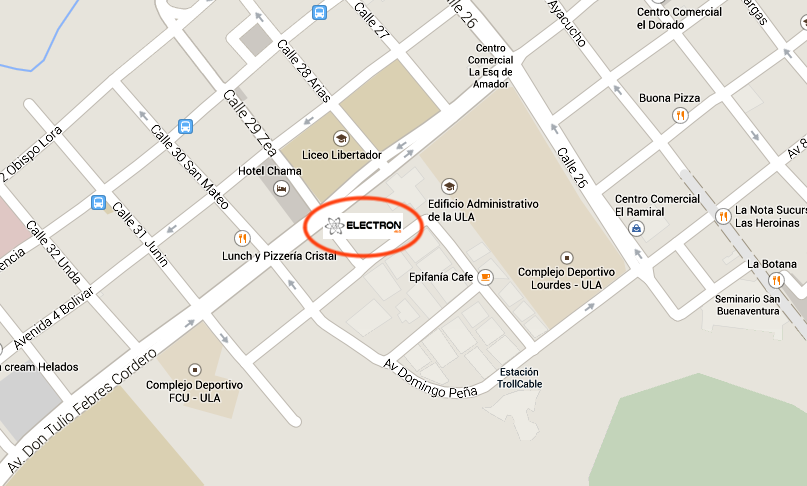 Calle 27
Calle 26
Ayacucho
Centro Comercial
el Dorado
Vargas
Centro
Comercial
La Esq de
Amador
Calle 28 Arias
Buona Pizza
Calle 29 Zea
2 Obispo Lora
Calle 30 San Mateo
Liceo Libertador
Hotel Chama
Calle 26
Av 8
Edificio Administrativo
de la ULA
Centro Comercial
El Ramiral
La Nota Sucurs
Las Heroinas
ELECTRON
Calle 31 Junin
Calle 32 Unda
Lunch y Pizzería Cristal
Epifanía Cafe
Complejo Deportivo
Lourdes - ULA
La Botana
Seminario San
Buenaventura
Avenida 4 Bolivar
cream Helados
Complejo Deportivo
FCU - ULA
Av Domingo Peña
Estación
TrollCable
Av. Don Tulio Febres Cordero